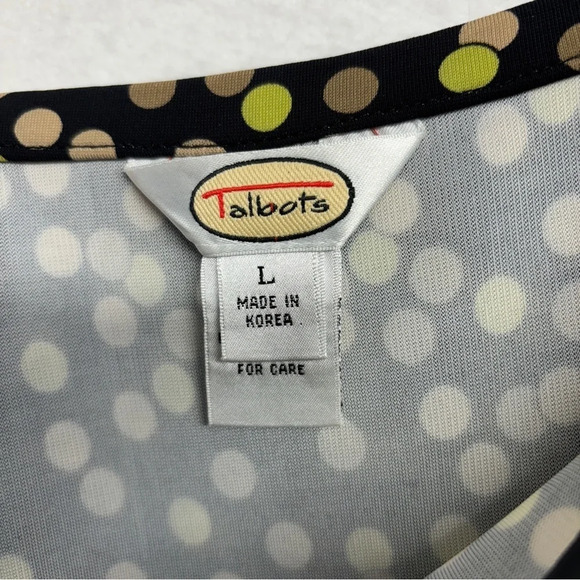 Talbots
L
MADE IN
KOREA
FOR CARE